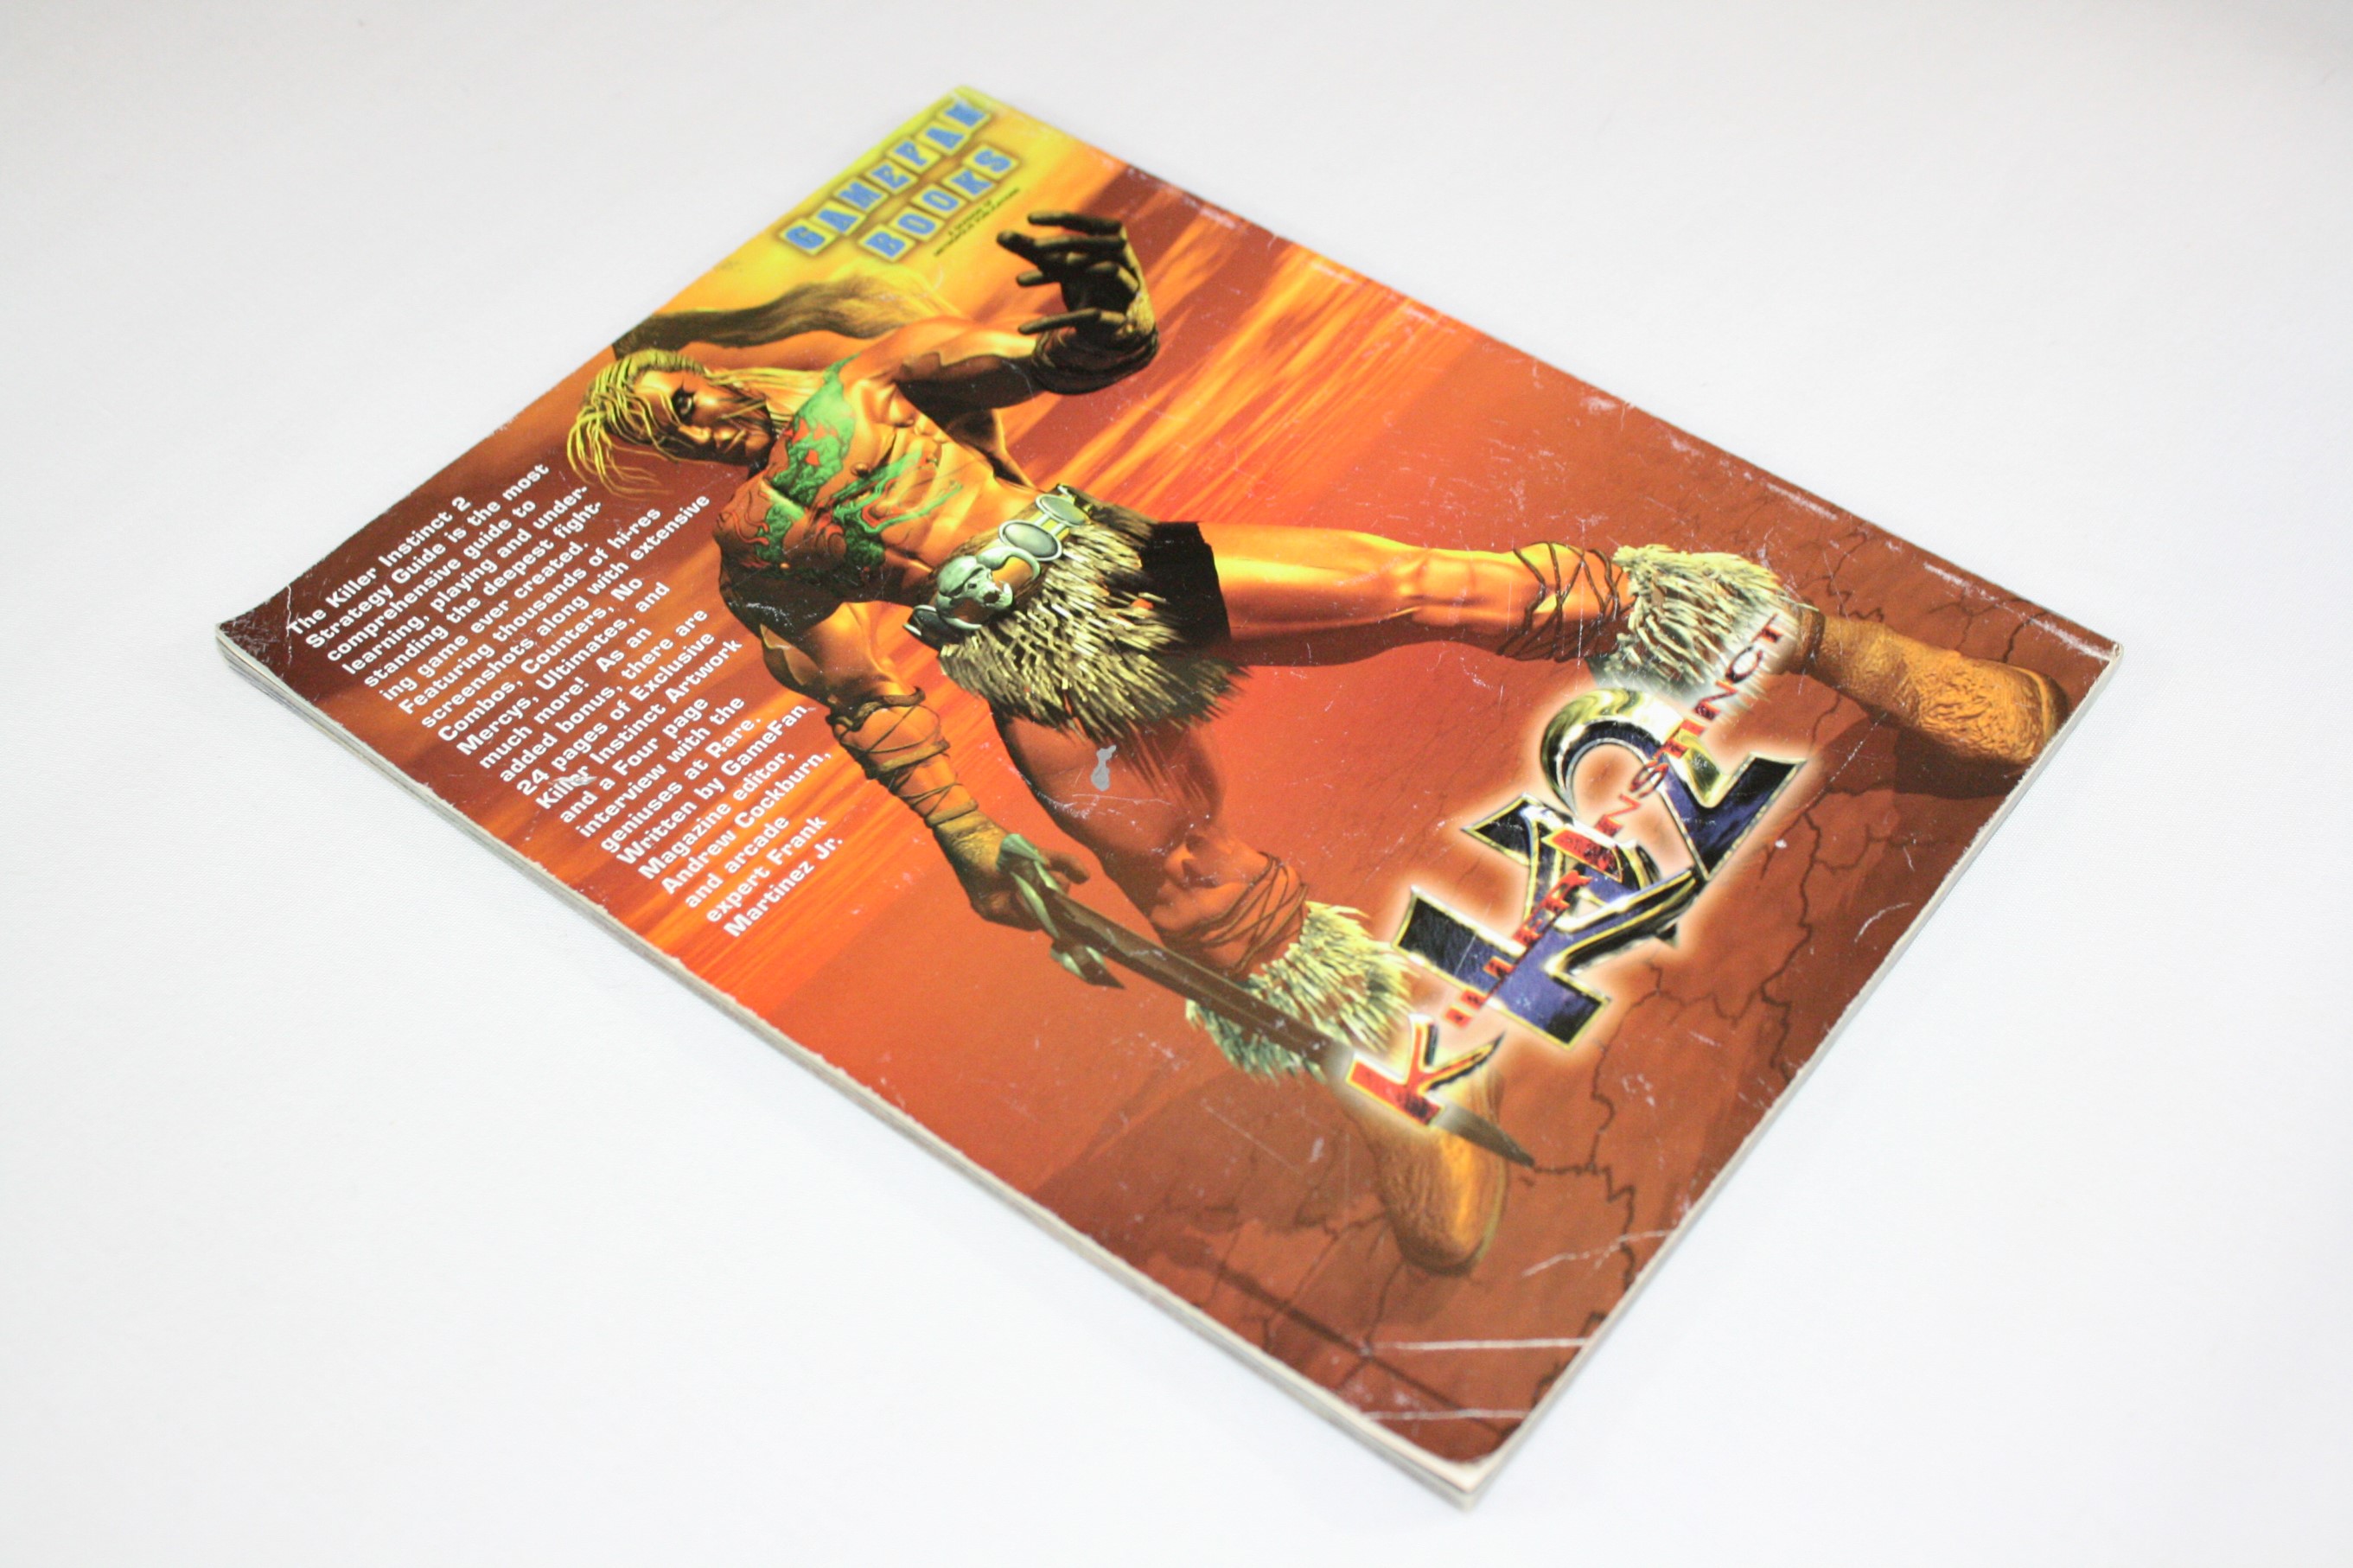 GAMEFAN
BOOKS
A DIVISION OF
METROPOLIS PUBLICATIONS
The Killer Instinct 2
Strategy Guide is the most
comprehensive guide to
learning, playing and under-
standing the deepest fight-
ing game ever created.
Featuring thousands of hi-res
screenshots along with extensive
Combos, Counters, No
Mercys, Ultimates, and
much more! As an
added bonus, there are
24 pages of Exclusive
Killer Instinct Artwork
and a Four page
interview with the
geniuses at Rare.
Written by GameFan
Magazine editor,
Andrew Cockburn,
and arcade
expert Frank
Martinez Jr.
KI2
KILLER INSTINCT